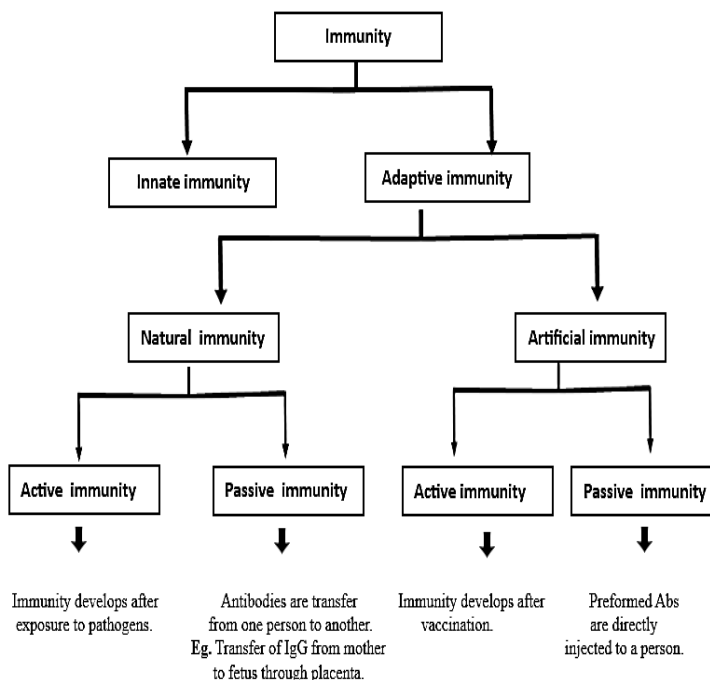 Immunity
Innate immunity
Adaptive immunity
Natural immunity
Artificial immunity
Active immunity
Passive immunity
Active immunity
Passive immunity
Immunity develops after
exposure to pathogens.
Antibodies are transfer
from one person to another.
Eg. Transfer of IgG from mother
to fetus through placenta.
Immunity develops after
vaccination.
Preformed Abs
are directly
injected to a person.